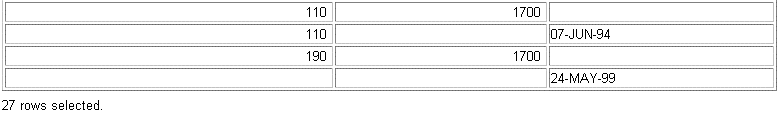 110 1700
110 07-JUN-94
190 1700
24-MAY-99
27 rows selected.